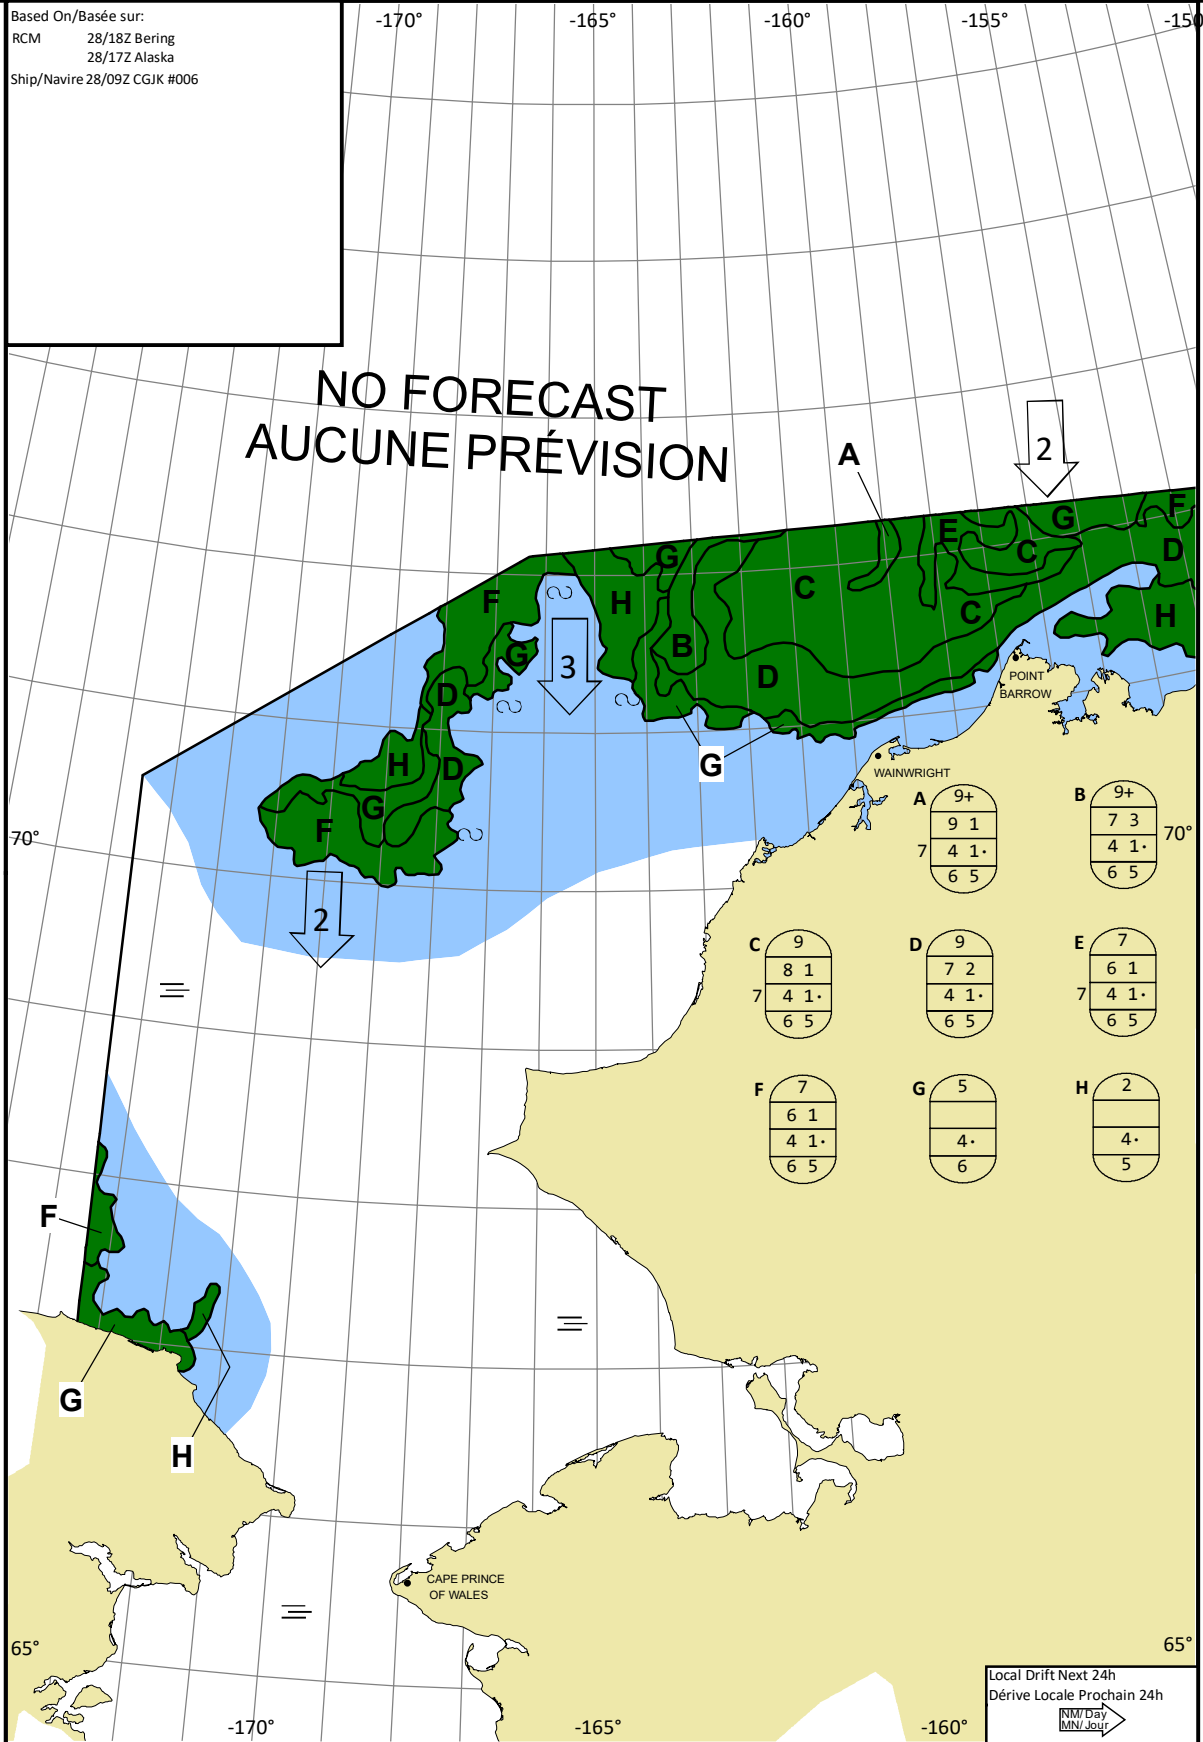 Based On/Basée sur:
RCM 28/18Z Bering
28/17Z Alaska
Ship/Navire 28/09Z CGJK #006
-170° -165° -160° -155° -150
NO FORECAST
AUCUNE PRÉVISION
A
2
F
G
E
G
C
D
F
H
C
H
C
H
B
G
3
D
D
POINT
BARROW
H
D
G
WAINWRIGHT
G
F
70°
70°
2
A
9+
9 1
7 4 1•
6 5
B
9+
7 3
4 1•
6 5
C
9
8 1
7 4 1•
6 5
D
9
7 2
4 1•
6 5
E
7
6 1
7 4 1•
6 5
F
7
6 1
4 1•
6 5
G
5
4•
6
H
2
4•
5
F
G
H
CAPE PRINCE
OF WALES
65°
65°
-170° -165° -160°
Local Drift Next 24h
Dérive Locale Prochain 24h
NM/Day
MN/Jour